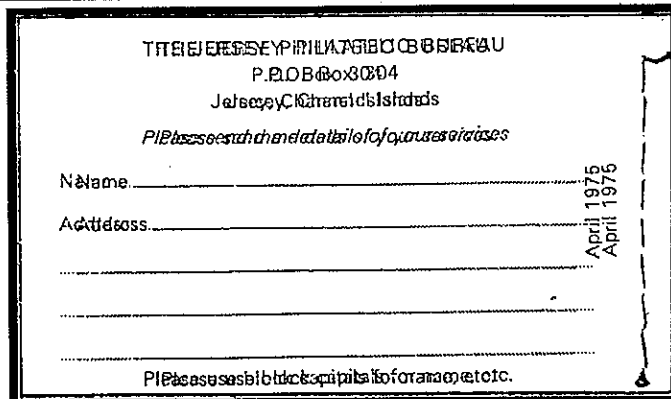 THE JERSEY PHILATELIC BUREAU
P.O. Box 304
Jersey, Channel Islands
Please send me details of your services
Name
Address
Please use block capitals for name, etc.
April 1975